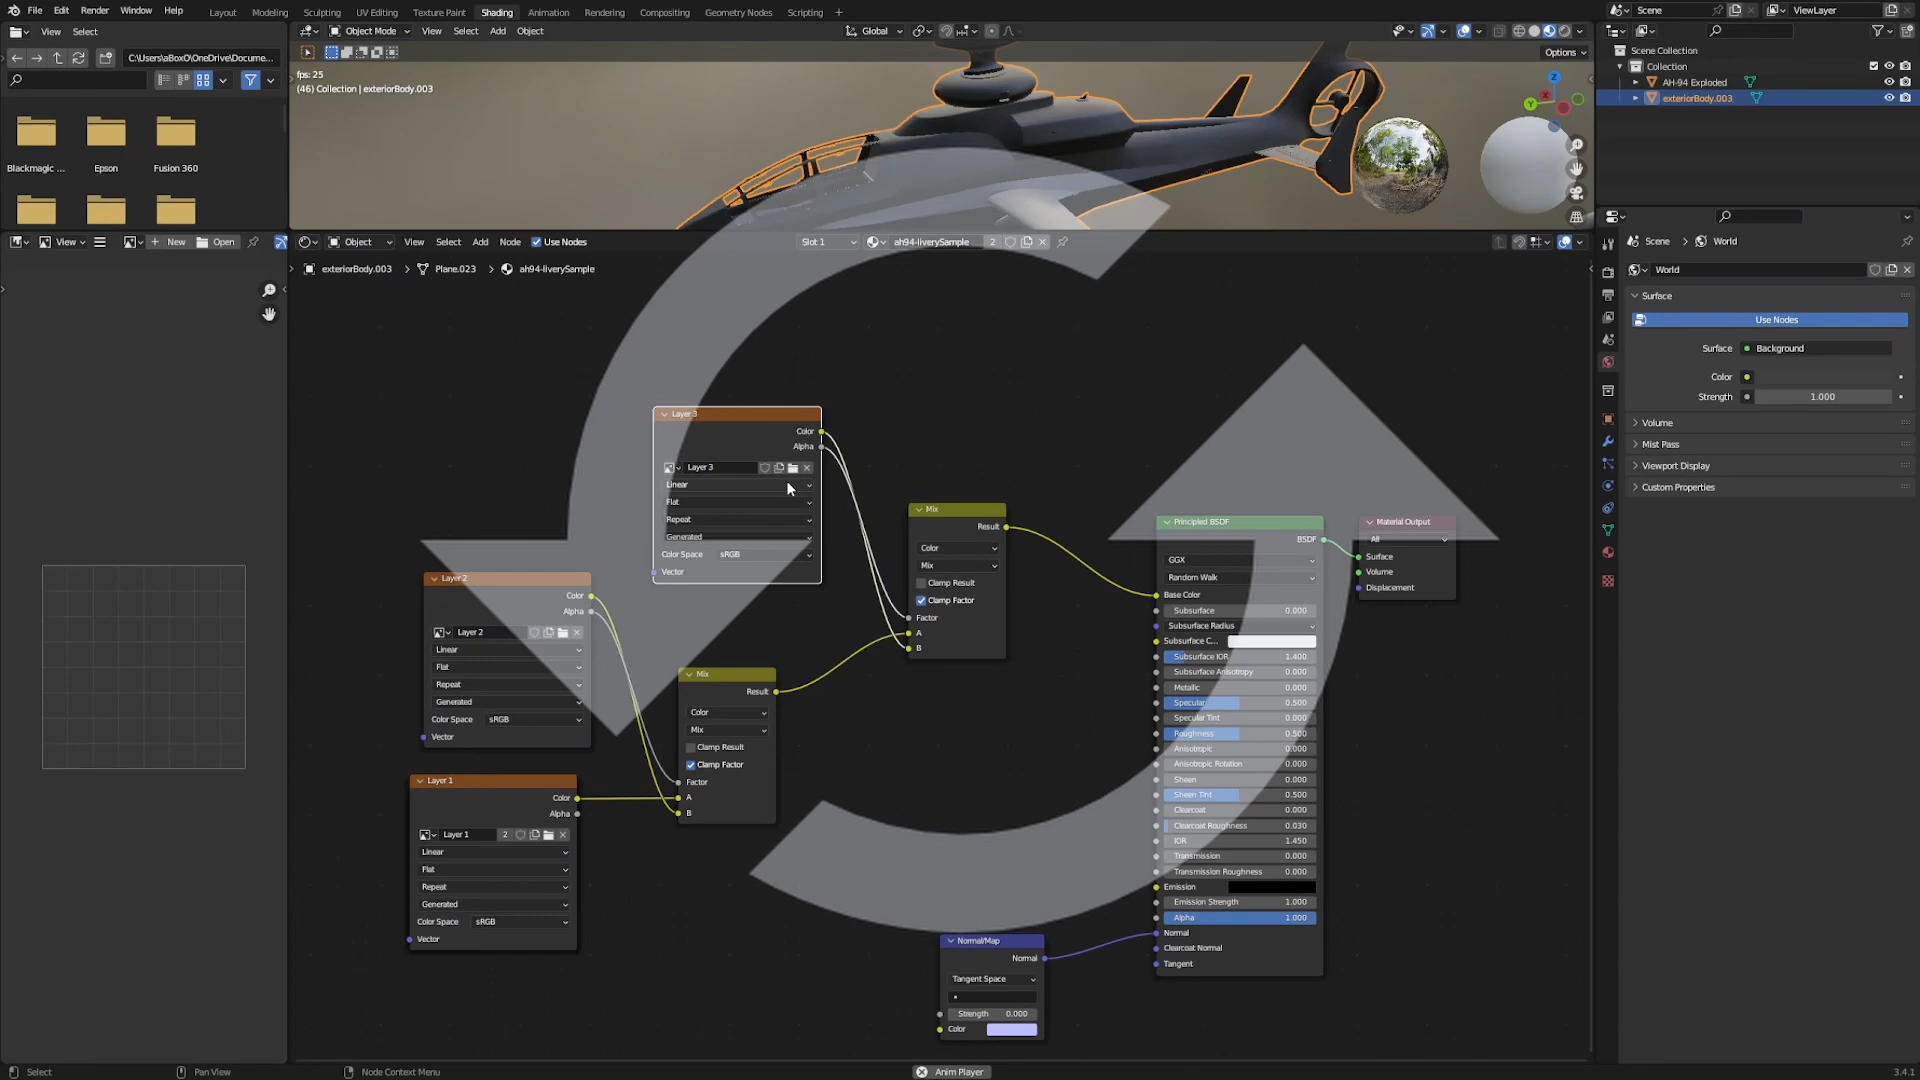 File Edit Render Window Help
Layout Modeling Sculpting UV Editing Texture Paint Shading Animation Rendering Compositing Geometry Nodes Scripting +
Scene ViewLayer
View Select
Object Mode View Select Add Object
Global
C:\Users\aBoxO\OneDrive\Docume...
Options
fps: 25
(46) Collection | exteriorBody.003
Blackmagic ... Epson Fusion 360
Scene Collection
Collection
AH-94 Exploded
exteriorBody.003
Z
Y
X
View New Open
Object View Select Add Node Use Nodes
Slot 1 ah94-liverySample 2
exteriorBody.003 > Plane.023 > ah94-liverySample
Layer 3
Color
Alpha
Layer 3
Linear
Flat
Repeat
Generated
Color Space sRGB
Vector
Layer 2
Color
Alpha
Layer 2
Linear
Flat
Repeat
Generated
Color Space sRGB
Vector
Layer 1
Color
Alpha
Layer 1 2
Linear
Flat
Repeat
Generated
Color Space sRGB
Vector
Mix
Result
Color
Mix
Clamp Result
Clamp Factor
Factor
A
B
Mix
Result
Color
Mix
Clamp Result
Clamp Factor
Factor
A
B
Normal/Map
Normal
Tangent Space
Strength 0.000
Color
Principled BSDF
BSDF
GGX
Random Walk
Base Color
Subsurface 0.000
Subsurface Radius
Subsurface C...
Subsurface IOR 1.400
Subsurface Anisotropy 0.000
Metallic 0.000
Specular 0.500
Specular Tint 0.000
Roughness 0.500
Anisotropic 0.000
Anisotropic Rotation 0.000
Sheen 0.000
Sheen Tint 0.500
Clearcoat 0.000
Clearcoat Roughness 0.030
IOR 1.450
Transmission 0.000
Transmission Roughness 0.000
Emission
Emission Strength 1.000
Alpha 1.000
Normal
Clearcoat Normal
Tangent
Material Output
All
Surface
Volume
Displacement
Scene > World
World
Surface
Use Nodes
Surface Background
Color
Strength 1.000
Volume
Mist Pass
Viewport Display
Custom Properties
Select Pan View Node Context Menu Anim Player 3.4.1